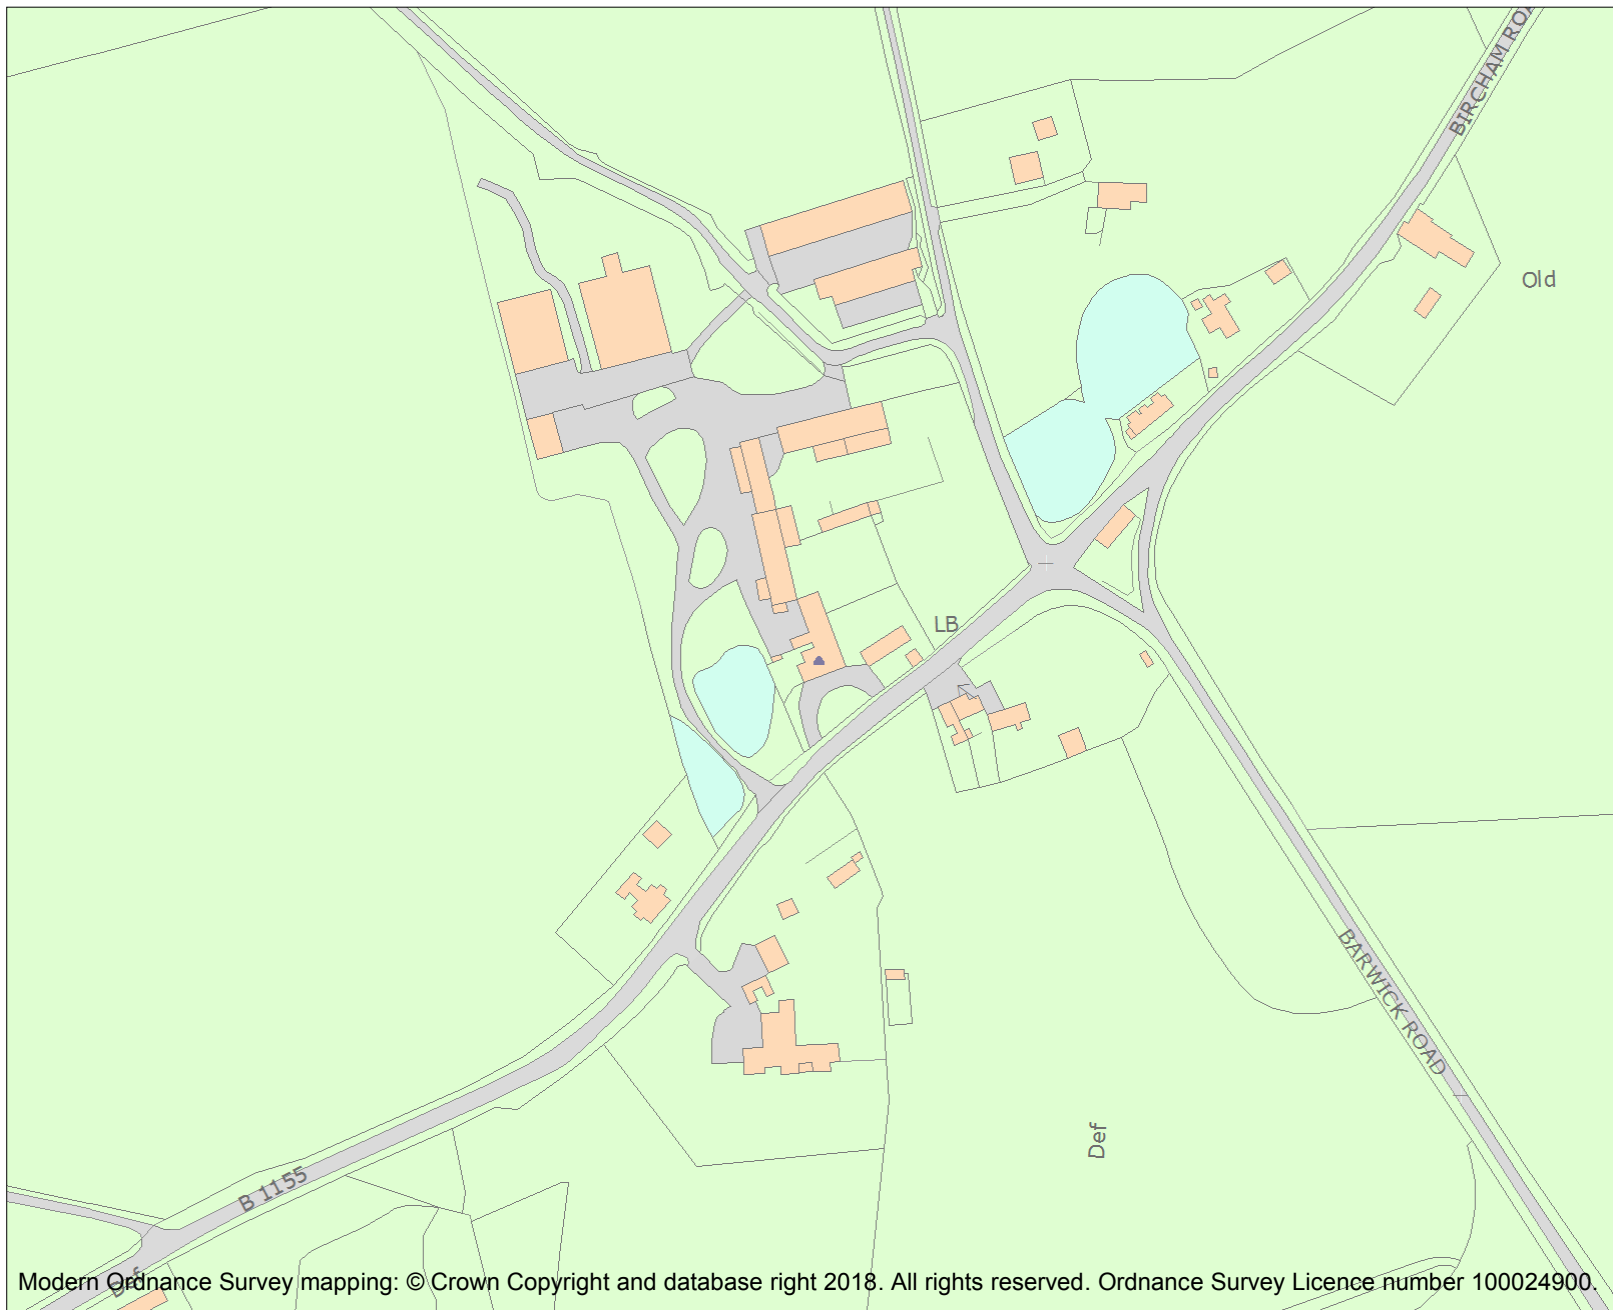 BIRCHAM ROA
Old
LB
BARWICK ROAD
Def
B 1155
Def
Modern Ordnance Survey mapping: © Crown Copyright and database right 2018. All rights reserved. Ordnance Survey Licence number 100024900.